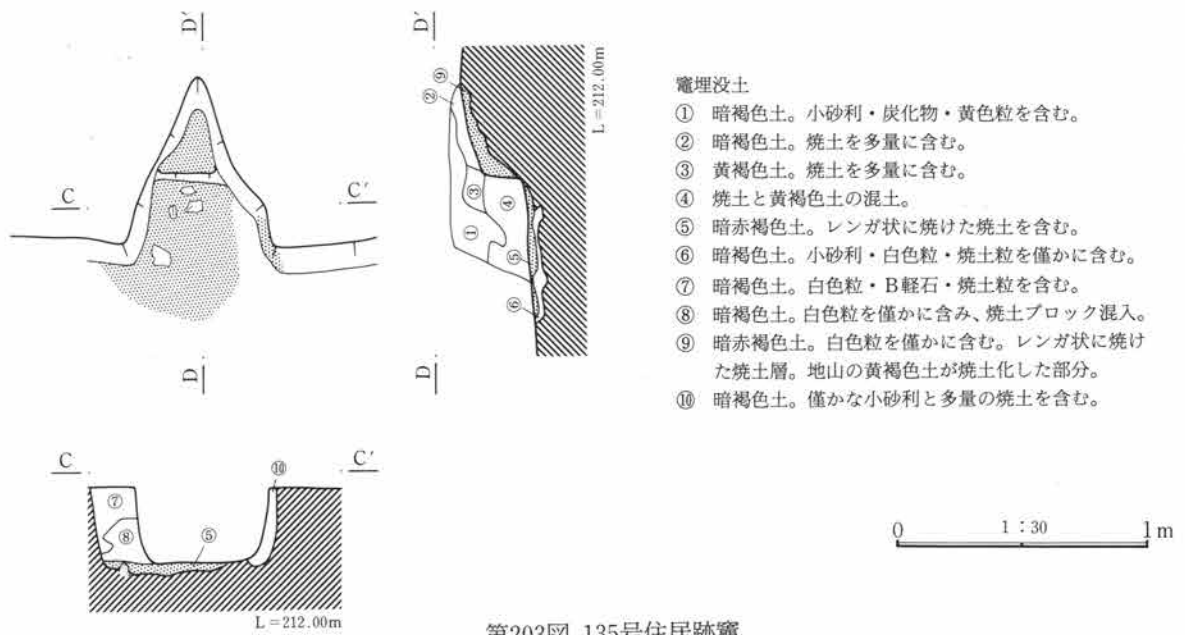 D′
D′
⑨
②
L=212.00m
C
C′
③
④
①
⑤
⑥
D
D
竈埋没土
① 暗褐色土。小砂利・炭化物・黄色粒を含む。
② 暗褐色土。焼土を多量に含む。
③ 黄褐色土。焼土を多量に含む。
④ 焼土と黄褐色土の混土。
⑤ 暗赤褐色土。レンガ状に焼けた焼土を含む。
⑥ 暗褐色土。小砂利・白色粒・焼土粒を僅かに含む。
⑦ 暗褐色土。白色粒・B軽石・焼土粒を含む。
⑧ 暗褐色土。白色粒を僅かに含み、焼土ブロック混入。
⑨ 暗赤褐色土。白色粒を僅かに含む。レンガ状に焼け
た焼土層。地山の黄褐色土が焼土化した部分。
⑩ 暗褐色土。僅かな小砂利と多量の焼土を含む。
C
⑩
C′
⑦
⑧
⑤
L=212.00m
0 1:30 1m
第203図 135号住居跡竈